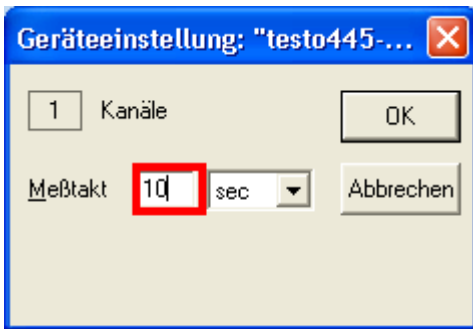 Geräteeinstellung: "testo445-...
1 Kanäle
OK
Meßtakt 10 sec
Abbrechen